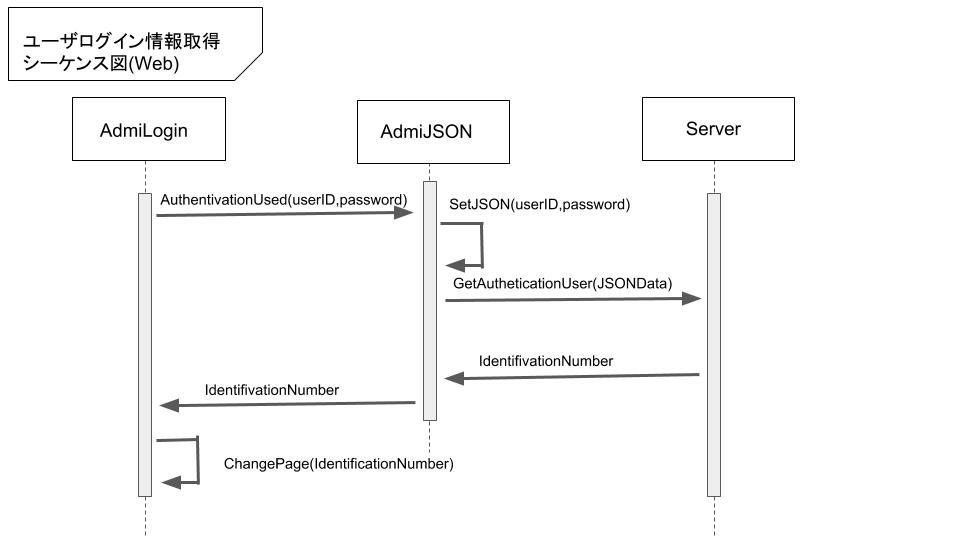 ユーザログイン情報取得
シーケンス図(Web)
AdmiLogin
AdmiJSON
Server
AuthentivationUsed(userID,password)
SetJSON(userID,password)
GetAutheticationUser(JSONData)
IdentifivationNumber
IdentifivationNumber
ChangePage(IdentificationNumber)